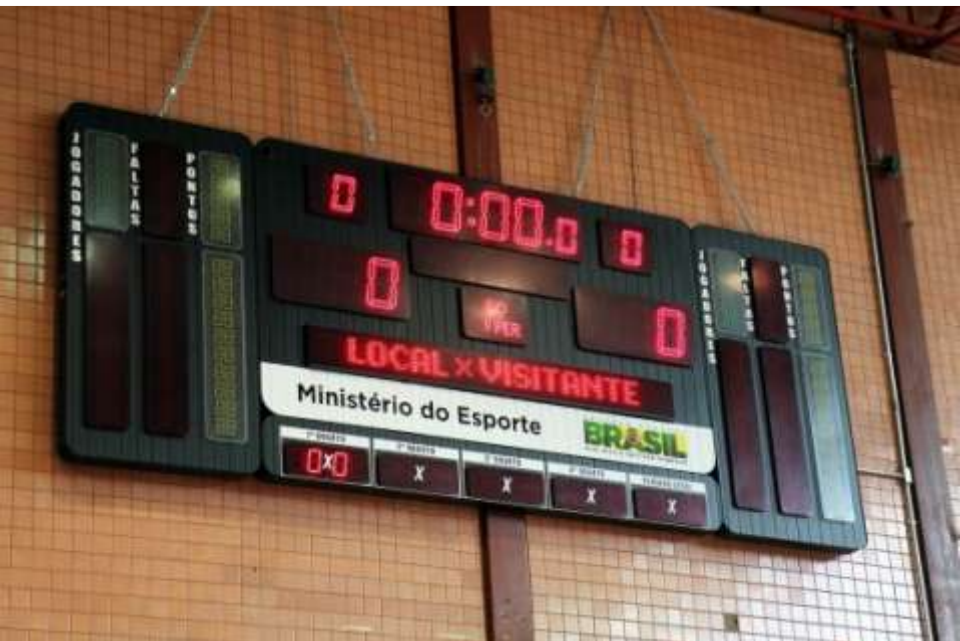 JOGADORES
FALTAS
PONTOS
0
0:00.0
0
0
0
LOCAL X VISITANTE
Ministério do Esporte
BRASIL
0X0
X
X
X
X
JOGADORES
FALTAS
PONTOS